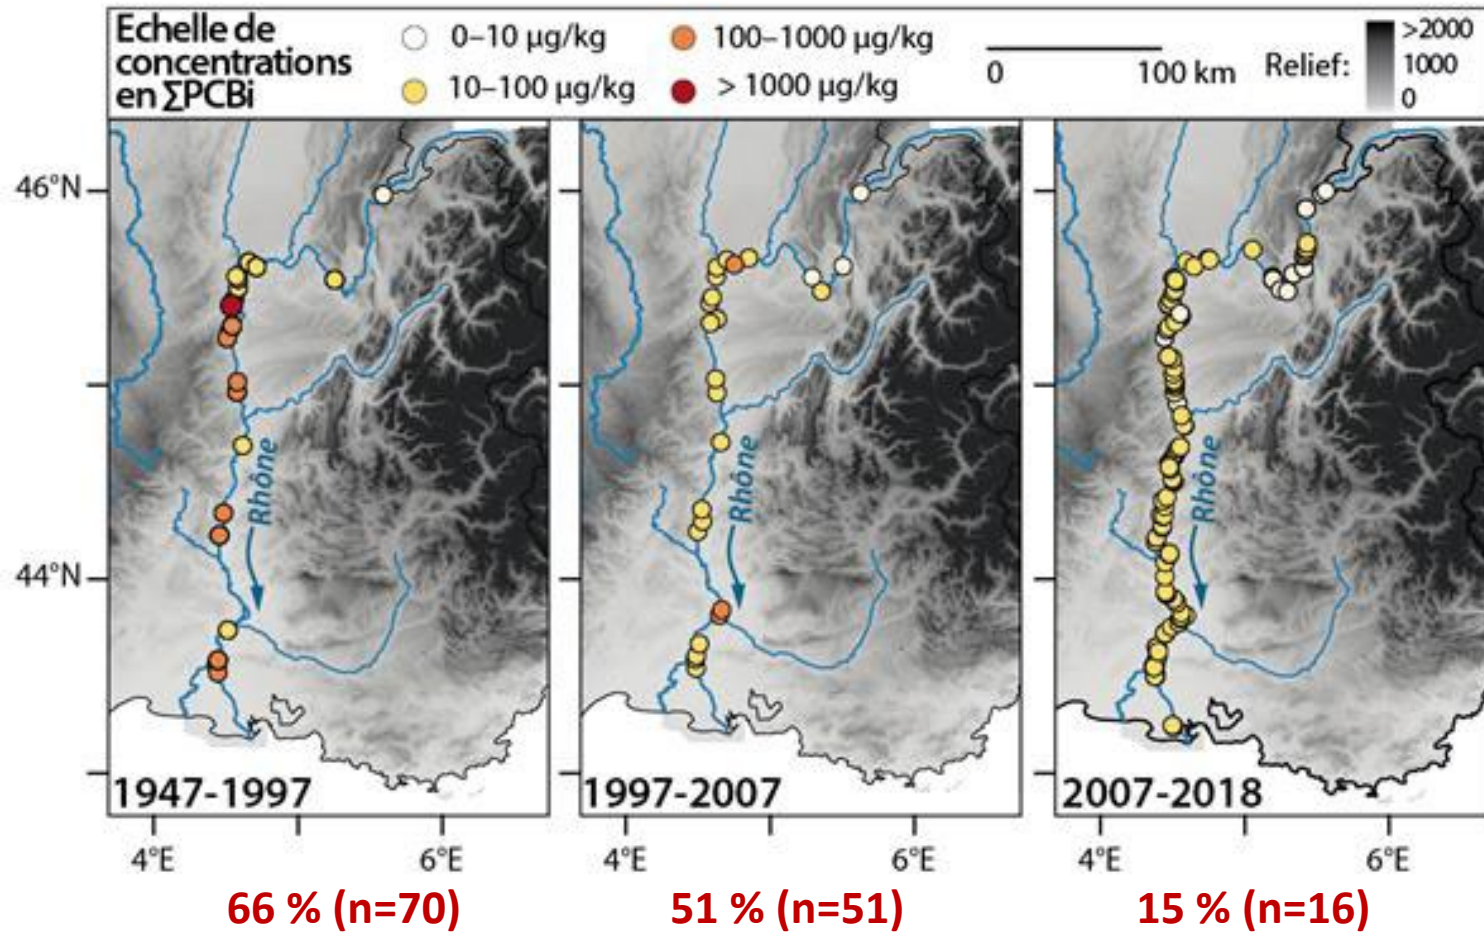 Echelle de
concentrations
en ∑PCBi
0–10 µg/kg
10–100 µg/kg
100–1000 µg/kg
> 1000 µg/kg
0 100 km
Relief:
>2000
1000
0
46°N
44°N
Rhône
1947-1997
Rhône
1997-2007
Rhône
2007-2018
4°E 6°E 4°E 6°E 4°E 6°E
66 % (n=70) 51 % (n=51) 15 % (n=16)